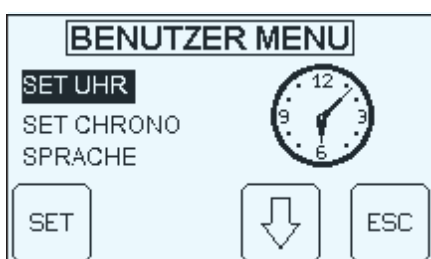 BENUTZER MENU
SET UHR
SET CHRONO
SPRACHE
12
9
3
6
SET
ESC